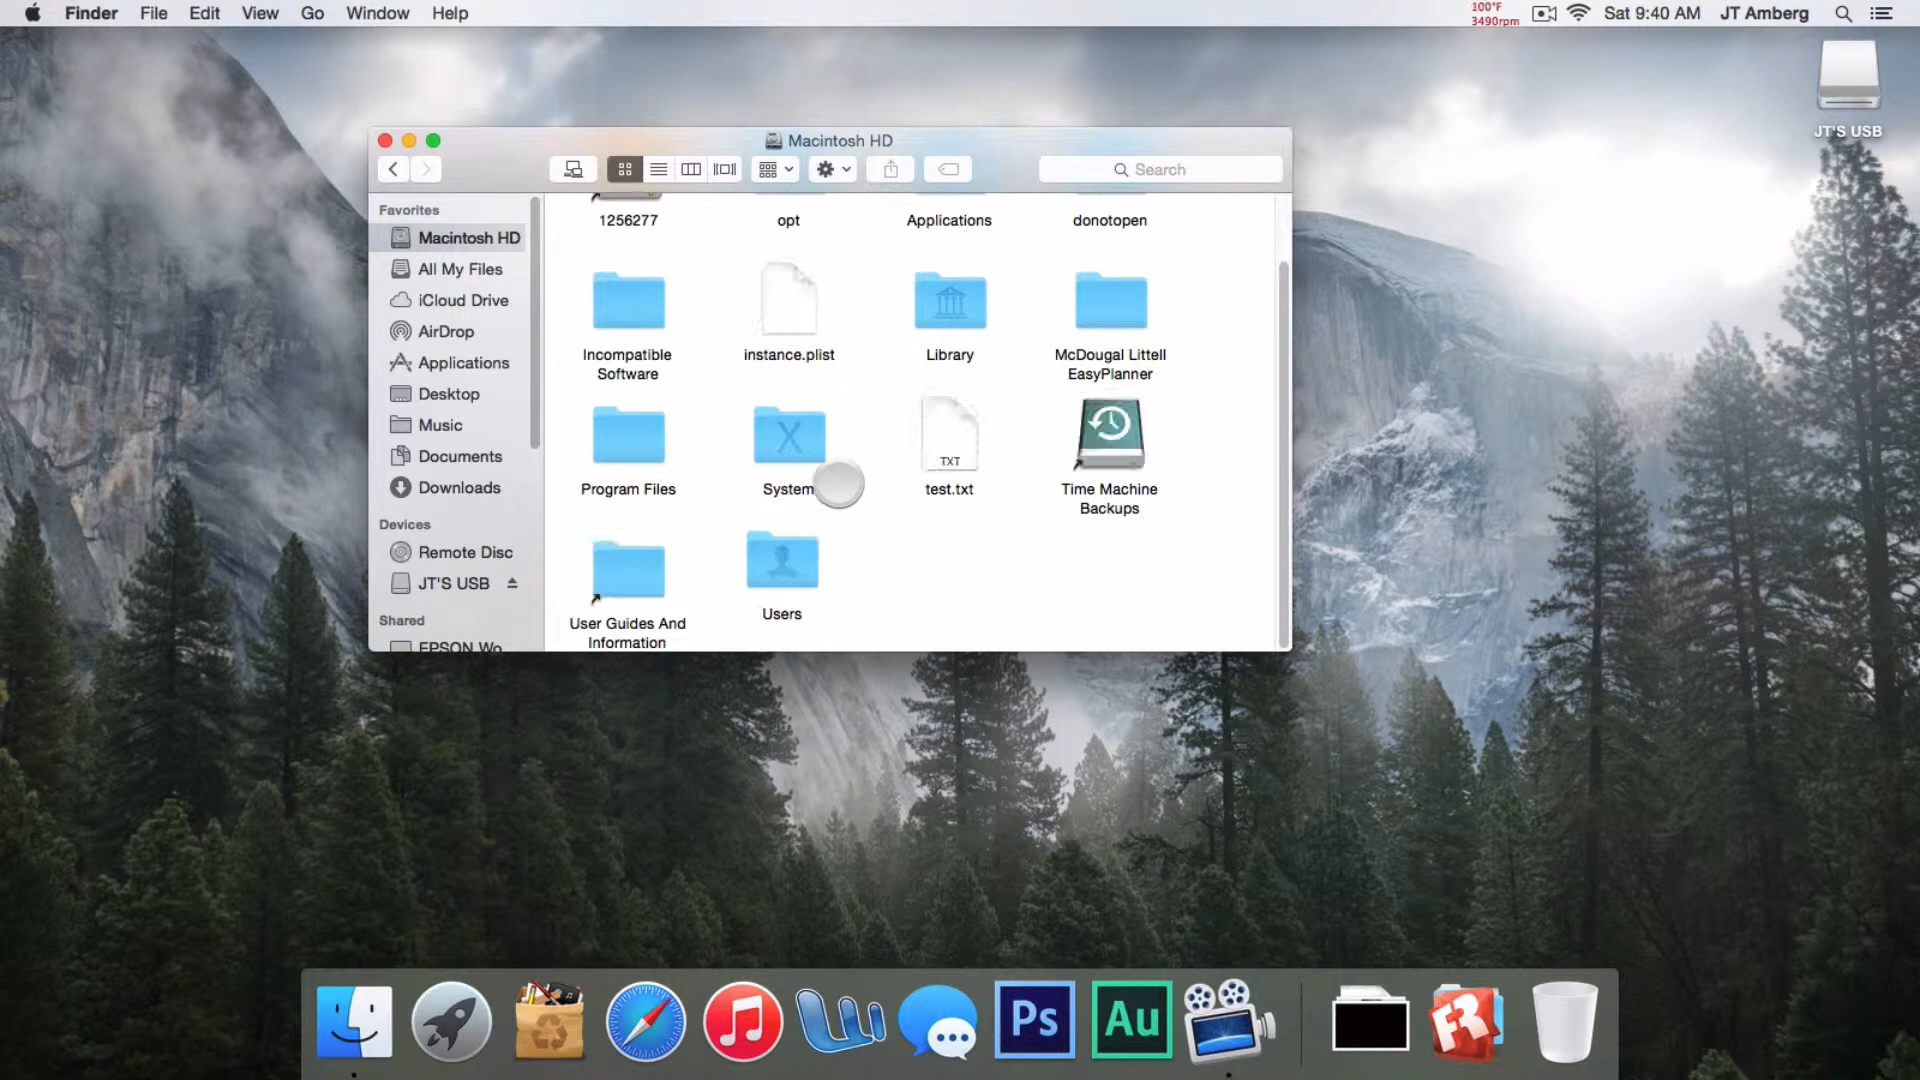 Finder File Edit View Go Window Help 100°F 3490rpm Sat 9:40 AM JT Amberg
JT'S USB
Macintosh HD
Search
Favorites
Macintosh HD
All My Files
iCloud Drive
AirDrop
Applications
Desktop
Music
Documents
Downloads
Devices
Remote Disc
JT'S USB
Shared
EPSON Wo
1256277 opt Applications donotopen
Incompatible Software
instance.plist
Library
McDougal Littell EasyPlanner
Program Files
X
System
TXT
test.txt
Time Machine Backups
User Guides And Information
Users
Ps Au FR